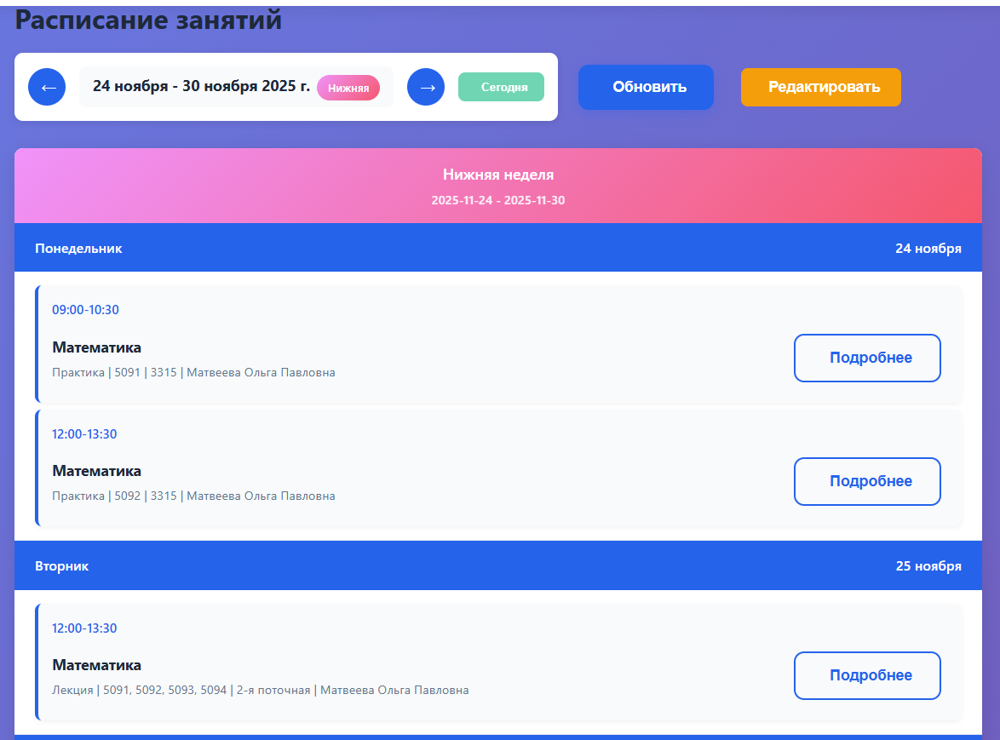 Расписание занятий
← 24 ноября - 30 ноября 2025 г. Нижняя → Сегодня Обновить Редактировать
Нижняя неделя
2025-11-24 - 2025-11-30
Понедельник 24 ноября
09:00-10:30
Математика
Практика | 5091 | 3315 | Матвеева Ольга Павловна
Подробнее
12:00-13:30
Математика
Практика | 5092 | 3315 | Матвеева Ольга Павловна
Подробнее
Вторник 25 ноября
12:00-13:30
Математика
Лекция | 5091, 5092, 5093, 5094 | 2-я поточная | Матвеева Ольга Павловна
Подробнее